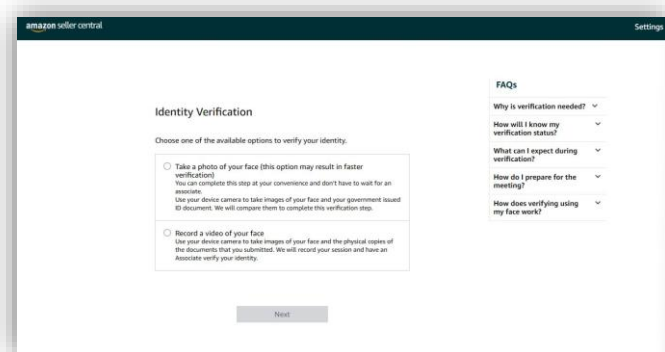 amazon seller central
Settings
Identity Verification
Choose one of the available options to verify your identity.
Take a photo of your face (this option may result in faster
verification)
You can complete this step at your convenience and don't have to wait for an
associate.
Use your device camera to take images of your face and your government issued
ID document. We will compare them to complete this verification step.
Record a video of your face
Use your device camera to take images of your face and the physical copies of
the documents that you submitted. We will record your session and have an
Associate verify your identity.
Next
FAQs
Why is verification needed?
How will I know my
verification status?
What can I expect during
verification?
How do I prepare for the
meeting?
How does verifying using
my face work?